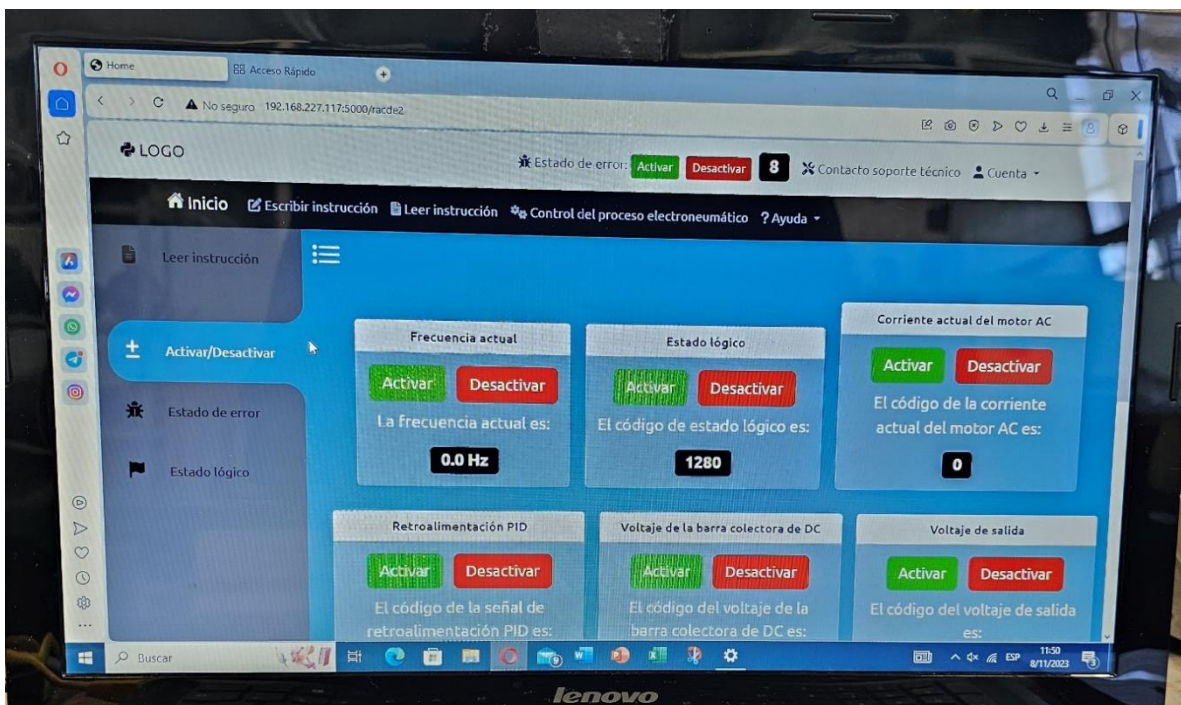 Home
Acceso Rápido
No seguro 192.168.227.117:5000/racde2
LOGO
Estado de error: Activar Desactivar 8 Contacto soporte técnico Cuenta
Inicio Escribir instrucción Leer instrucción Control del proceso electroneumático ? Ayuda
Leer instrucción
Activar/Desactivar
Estado de error
Estado lógico
Frecuencia actual
Activar Desactivar
La frecuencia actual es:
0.0 Hz
Estado lógico
Activar Desactivar
El código de estado lógico es:
1280
Corriente actual del motor AC
Activar Desactivar
El código de la corriente
actual del motor AC es:
0
Retroalimentación PID
Activar Desactivar
El código de la señal de
retroalimentación PID es:
Voltaje de la barra colectora de DC
Activar Desactivar
El código del voltaje de la
barra colectora de DC es:
Voltaje de salida
Activar Desactivar
El código del voltaje de salida
es:
Buscar
ESP
11:50
8/11/2023
lenovo